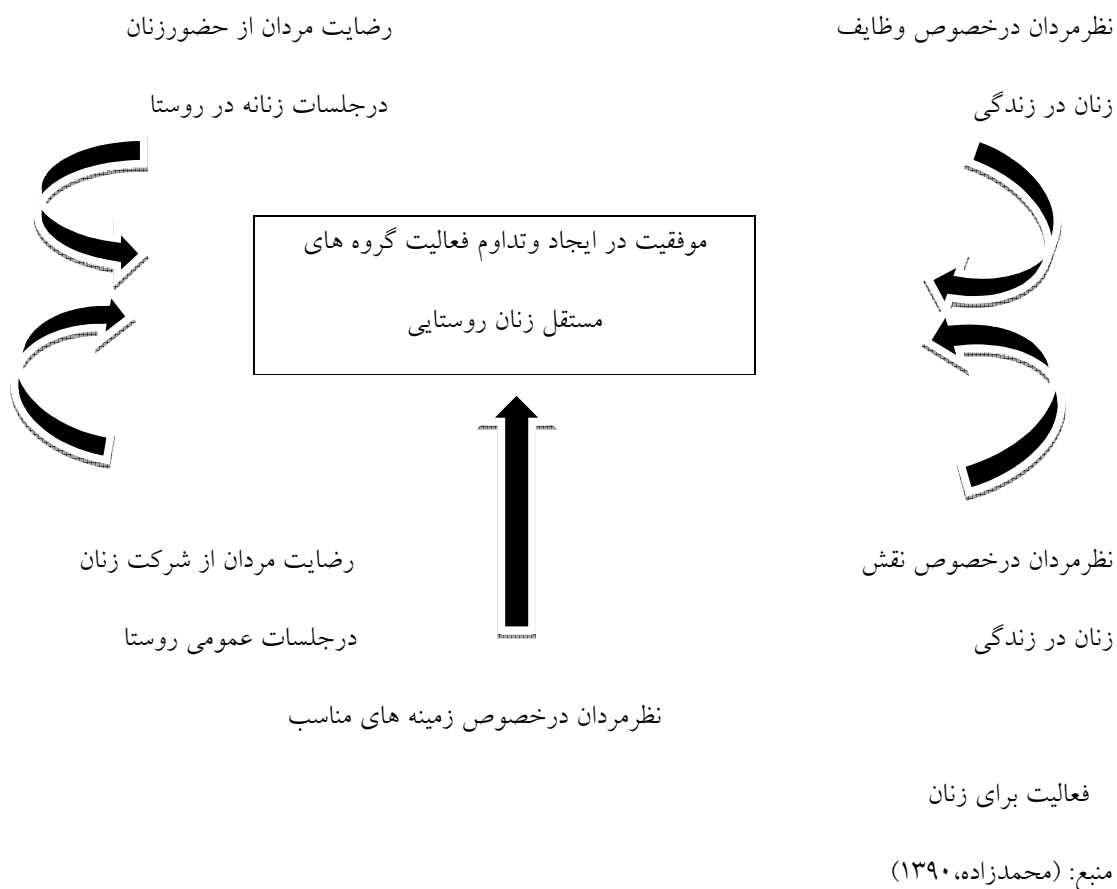 نظرمردان درخصوص وظایف
زنان در زندگی
رضایت مردان از حضورزنان
درجلسات زنانه در روستا
موفقیت در ایجاد وتداوم فعالیت گروه های
مستقل زنان روستایی
نظرمردان درخصوص نقش
زنان در زندگی
رضایت مردان از شرکت زنان
درجلسات عمومی روستا
نظرمردان درخصوص زمینه های مناسب
فعالیت برای زنان
منبع: (محمدزاده،۱۳۹۰)